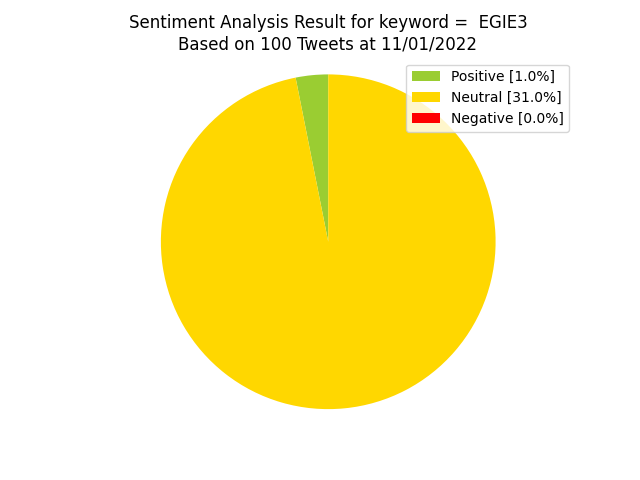 Sentiment Analysis Result for keyword =  EGIE3
Based on 100 Tweets at 11/01/2022
Positive [1.0%]
Neutral [31.0%]
Negative [0.0%]